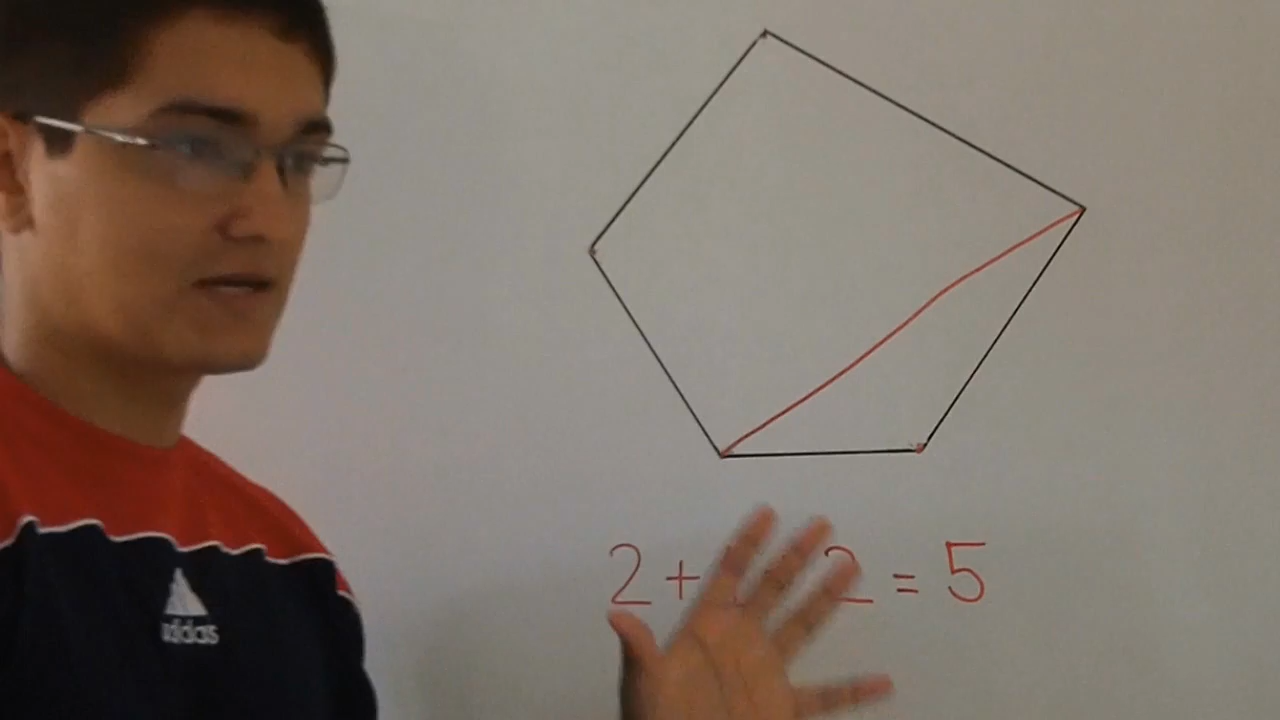 adidas
2 + 2 = 5